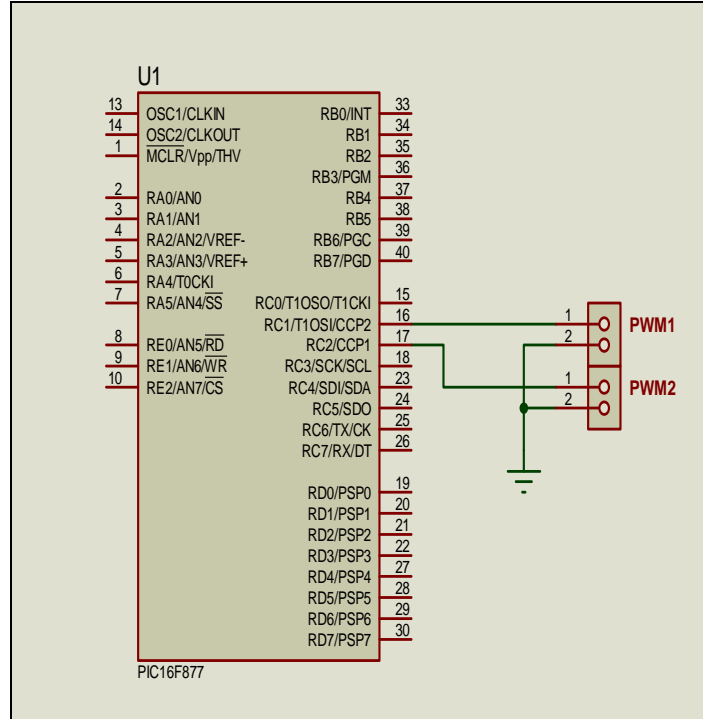 U1
13 OSC1/CLKIN RB0/INT 33
14 OSC2/CLKOUT RB1 34
1 MCLR/Vpp/THV RB2 35
RB3/PGM 36
2 RA0/AN0 RB4 37
3 RA1/AN1 RB5 38
4 RA2/AN2/VREF- RB6/PGC 39
5 RA3/AN3/VREF+ RB7/PGD 40
6 RA4/T0CKI
7 RA5/AN4/SS RC0/T1OSO/T1CKI 15
RC1/T1OSI/CCP2 16 1 PWM1
8 RE0/AN5/RD RC2/CCP1 17 2
9 RE1/AN6/WR RC3/SCK/SCL 18
10 RE2/AN7/CS RC4/SDI/SDA 23 1 PWM2
RC5/SDO 24 2
RC6/TX/CK 25
RC7/RX/DT 26
RD0/PSP0 19
RD1/PSP1 20
RD2/PSP2 21
RD3/PSP3 22
RD4/PSP4 27
RD5/PSP5 28
RD6/PSP6 29
RD7/PSP7 30
PIC16F877